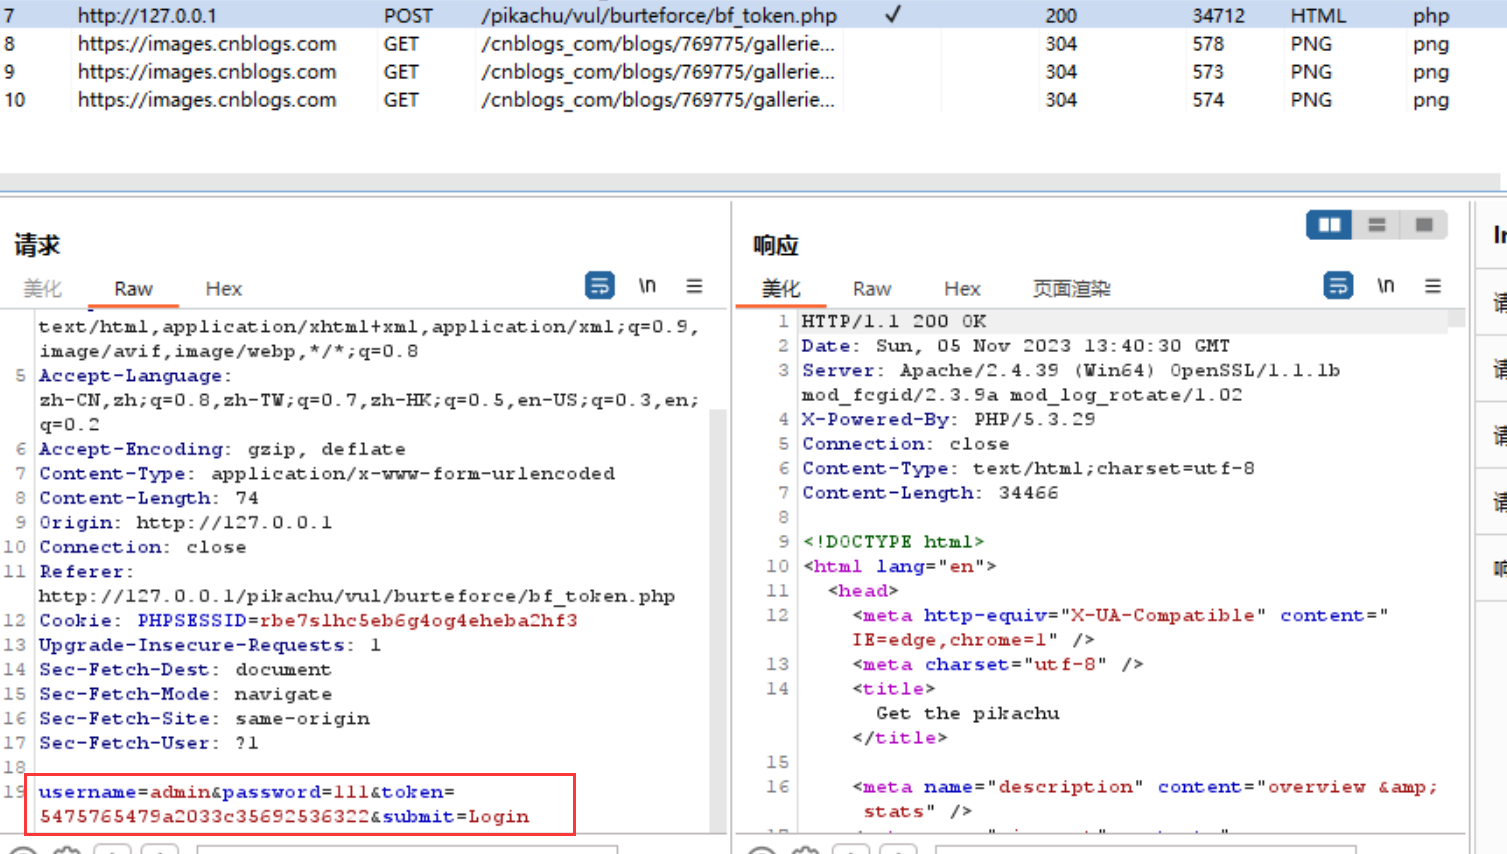 7 http://127.0.0.1 POST /pikachu/vul/burteforce/bf_token.php ✓ 200 34712 HTML php
8 https://images.cnblogs.com GET /cnblogs_com/blogs/769775/gallerie... 304 578 PNG png
9 https://images.cnblogs.com GET /cnblogs_com/blogs/769775/gallerie... 304 573 PNG png
10 https://images.cnblogs.com GET /cnblogs_com/blogs/769775/gallerie... 304 574 PNG png
请求
美化 Raw Hex \n
text/html,application/xhtml+xml,application/xml;q=0.9,
image/avif,image/webp,*/*;q=0.8
5 Accept-Language:
zh-CN,zh;q=0.8,zh-TW;q=0.7,zh-HK;q=0.5,en-US;q=0.3,en;
q=0.2
6 Accept-Encoding: gzip, deflate
7 Content-Type: application/x-www-form-urlencoded
8 Content-Length: 74
9 Origin: http://127.0.0.1
10 Connection: close
11 Referer:
http://127.0.0.1/pikachu/vul/burteforce/bf_token.php
12 Cookie: PHPSESSID=rbe7slhc5eb6g4og4eheba2hf3
13 Upgrade-Insecure-Requests: 1
14 Sec-Fetch-Dest: document
15 Sec-Fetch-Mode: navigate
16 Sec-Fetch-Site: same-origin
17 Sec-Fetch-User: ?1
18
19 username=admin&password=111&token=
5475765479a2033c35692536322&submit=Login
响应
美化 Raw Hex 页面渲染 \n
1 HTTP/1.1 200 OK
2 Date: Sun, 05 Nov 2023 13:40:30 GMT
3 Server: Apache/2.4.39 (Win64) OpenSSL/1.1.1b
mod_fcgid/2.3.9a mod_log_rotate/1.02
4 X-Powered-By: PHP/5.3.29
5 Connection: close
6 Content-Type: text/html;charset=utf-8
7 Content-Length: 34466
8
9 <!DOCTYPE html>
10 <html lang="en">
11 <head>
12 <meta http-equiv="X-UA-Compatible" content="
IE=edge,chrome=1" />
13 <meta charset="utf-8" />
14 <title>
Get the pikachu
</title>
15
16 <meta name="description" content="overview &amp;
stats" />